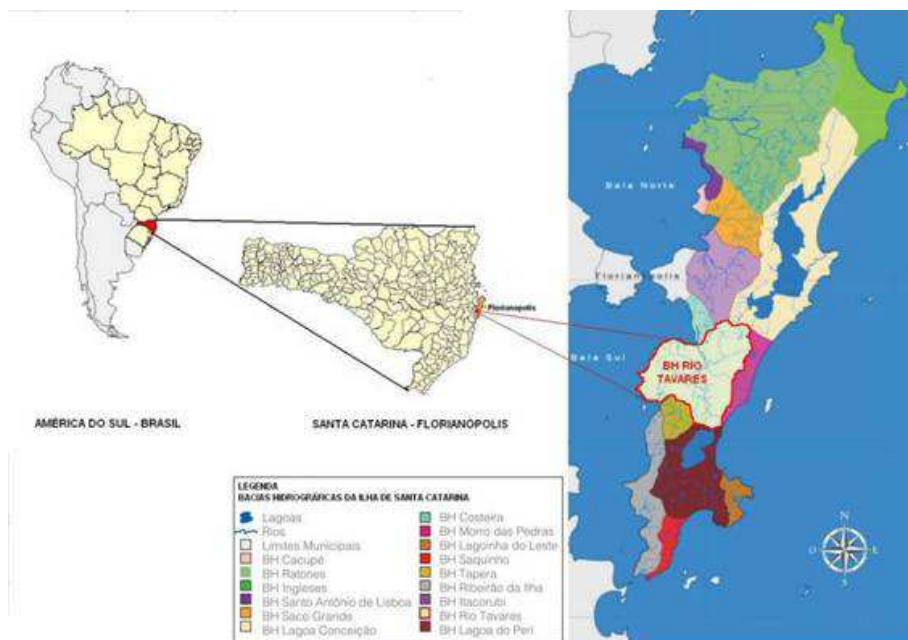 Baía Norte
Florianópolis
Florianópolis
Baía Sul
BH RIO
TAVARES
AMÉRICA DO SUL - BRASIL
SANTA CATARINA - FLORIANÓPOLIS
LEGENDA
BACIAS HIDROGRÁFICAS DA ILHA DE SANTA CATARINA
Lagoas
Rios
Limites Municipais
BH Cacupé
BH Ratones
BH Ingleses
BH Santo Antônio de Lisboa
BH Saco Grande
BH Lagoa Conceição
BH Costeira
BH Morro das Pedras
BH Lagoinha do Leste
BH Saquinho
BH Tapera
BH Ribeirão da Ilha
BH Itacorubi
BH Rio Tavares
BH Lagoa do Peri
N
O
E
S